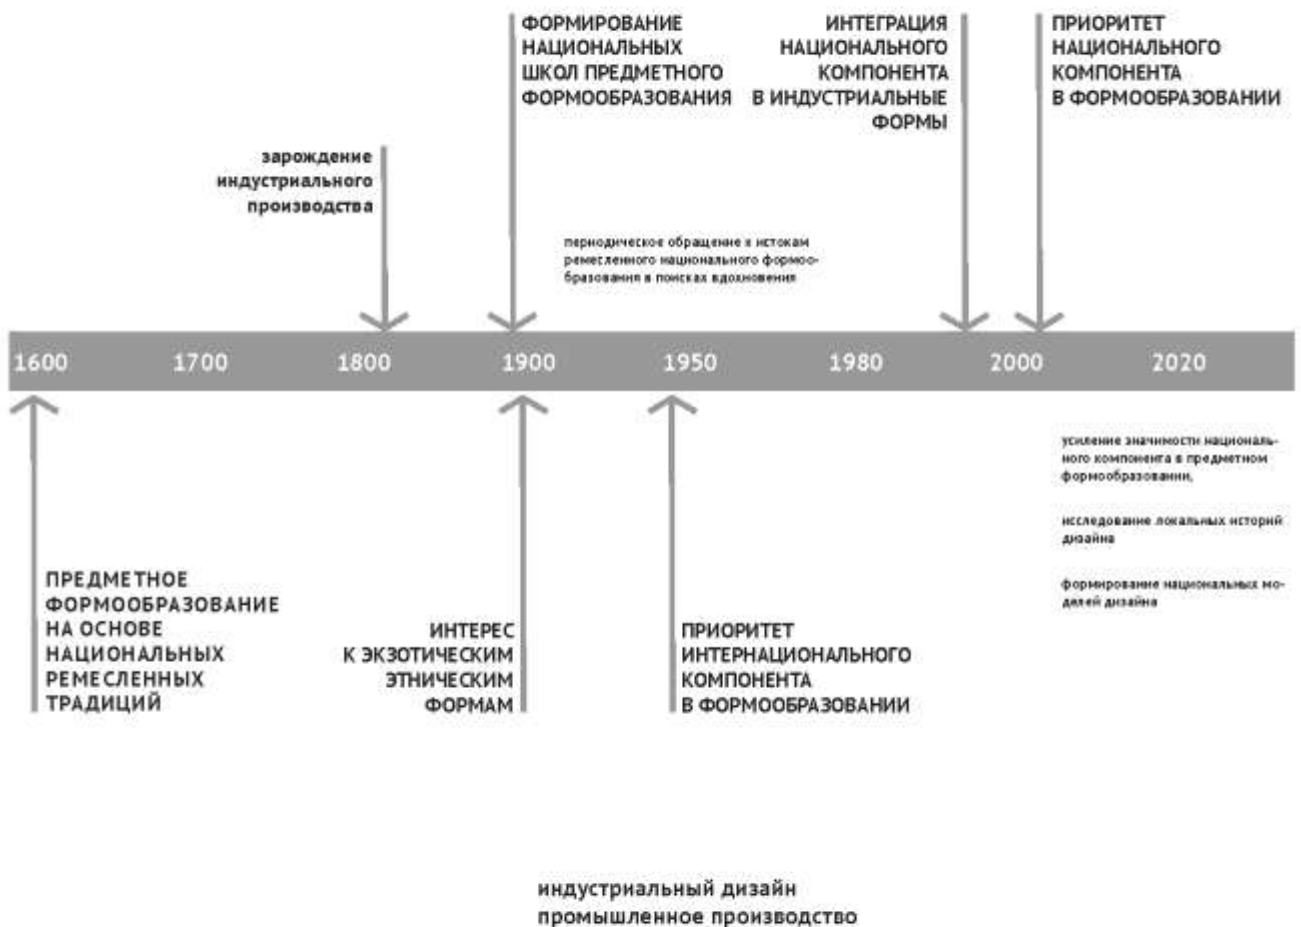 ФОРМИРОВАНИЕ
НАЦИОНАЛЬНЫХ
ШКОЛ ПРЕДМЕТНОГО
ФОРМООБРАЗОВАНИЯ
ИНТЕГРАЦИЯ
НАЦИОНАЛЬНОГО
КОМПОНЕНТА
В ИНДУСТРИАЛЬНЫЕ
ФОРМЫ
ПРИОРИТЕТ
НАЦИОНАЛЬНОГО
КОМПОНЕНТА
В ФОРМООБРАЗОВАНИИ
зарождение
индустриального
производства
периодическое обращение к истокам
ремесленного национального формоо-
бразования в поисках вдохновения
1600 1700 1800 1900 1950 1980 2000 2020
усиление значимости националь-
ного компонента в предметном
формообразовании,
исследование локальных историй
дизайна
формирование национальных мо-
делей дизайна
ПРЕДМЕТНОЕ
ФОРМООБРАЗОВАНИЕ
НА ОСНОВЕ
НАЦИОНАЛЬНЫХ
РЕМЕСЛЕННЫХ
ТРАДИЦИЙ
ИНТЕРЕС
К ЭКЗОТИЧЕСКИМ
ЭТНИЧЕСКИМ
ФОРМАМ
ПРИОРИТЕТ
ИНТЕРНАЦИОНАЛЬНОГО
КОМПОНЕНТА
В ФОРМООБРАЗОВАНИИ
индустриальный дизайн
промышленное производство